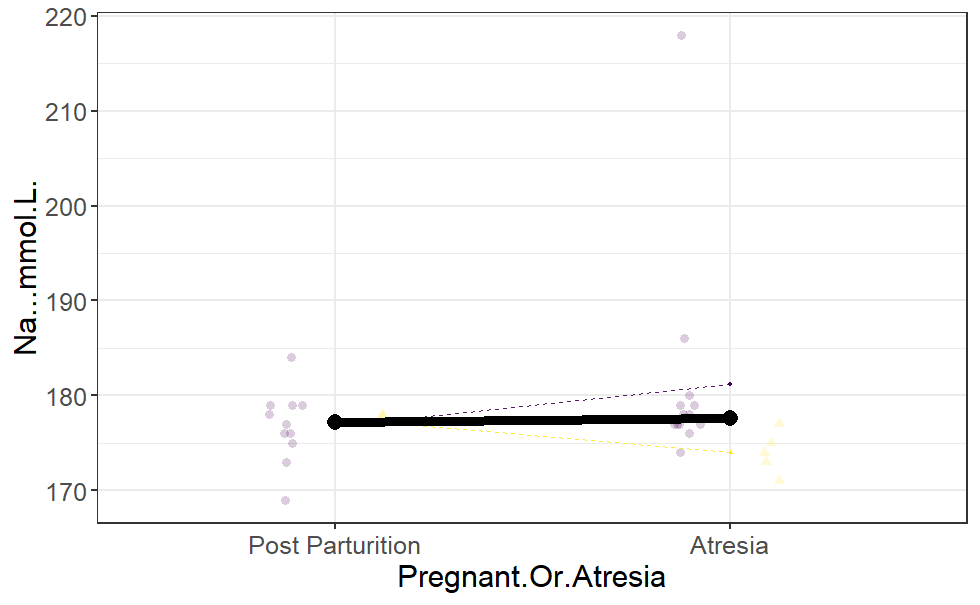 220
210
200
190
180
170
Na...mmol.L.
Post Parturition
Atresia
Pregnant.Or.Atresia